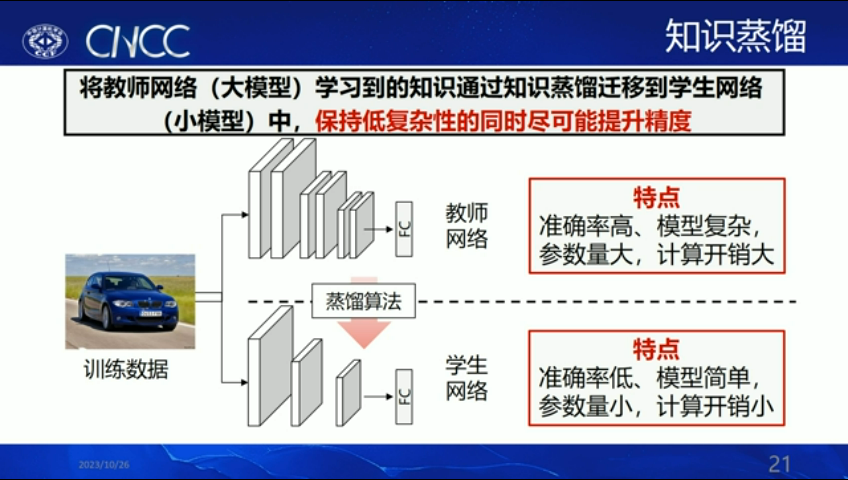 CNCC
知识蒸馏
将教师网络（大模型）学习到的知识通过知识蒸馏迁移到学生网络
（小模型）中，保持低复杂性的同时尽可能提升精度
FC
教师
网络
特点
准确率高、模型复杂，
参数量大，计算开销大
蒸馏算法
训练数据
FC
学生
网络
特点
准确率低、模型简单，
参数量小，计算开销小
2023/10/26
21